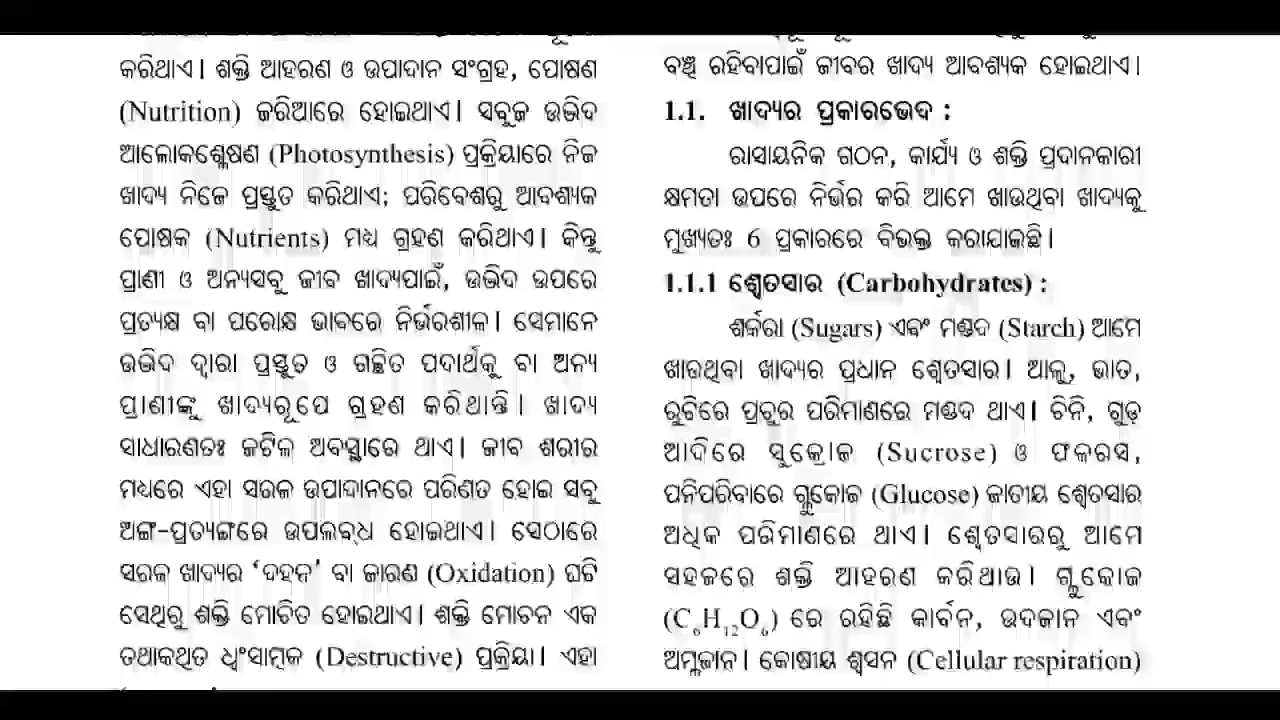 କରିଥାଏ। ଶକ୍ତି ଆହରଣ ଓ ଉପାଦାନ ସଂଗ୍ରହ, ପୋଷଣ
(Nutrition) ଜରିଆରେ ହୋଇଥାଏ। ସବୁଜ ଉଦ୍ଭିଦ
ଆଲୋକଶ୍ଳେଷଣ (Photosynthesis) ପ୍ରକ୍ରିୟାରେ ନିଜ
ଖାଦ୍ୟ ନିଜେ ପ୍ରସ୍ତୁତ କରିଥାଏ; ପରିବେଶରୁ ଆବଶ୍ୟକ
ପୋଷକ (Nutrients) ମଧ୍ୟ ଗ୍ରହଣ କରିଥାଏ। କିନ୍ତୁ
ପ୍ରାଣୀ ଓ ଅନ୍ୟସବୁ ଜୀବ ଖାଦ୍ୟପାଇଁ, ଉଦ୍ଭିଦ ଉପରେ
ପ୍ରତ୍ୟକ୍ଷ ବା ପରୋକ୍ଷ ଭାବରେ ନିର୍ଭରଶୀଳ। ସେମାନେ
ଉଦ୍ଭିଦ ଦ୍ୱାରା ପ୍ରସ୍ତୁତ ଓ ଗଚ୍ଛିତ ପଦାର୍ଥକୁ ବା ଅନ୍ୟ
ପ୍ରାଣୀଙ୍କୁ ଖାଦ୍ୟରୂପେ ଗ୍ରହଣ କରିଥାନ୍ତି। ଖାଦ୍ୟ
ସାଧାରଣତଃ ଜଟିଳ ଅବସ୍ଥାରେ ଥାଏ। ଜୀବ ଶରୀର
ମଧ୍ୟରେ ଏହା ସରଳ ଉପାଦାନରେ ପରିଣତ ହୋଇ ସବୁ
ଅଙ୍ଗ-ପ୍ରତ୍ୟଙ୍ଗରେ ଉପଲବ୍ଧ ହୋଇଥାଏ। ସେଠାରେ
ସରଳ ଖାଦ୍ୟର ‘ଦହନ’ ବା ଜାରଣ (Oxidation) ଘଟି
ସେଥିରୁ ଶକ୍ତି ମୋଚିତ ହୋଇଥାଏ। ଶକ୍ତି ମୋଚନ ଏକ
ତଥାକଥିତ ଧ୍ୱଂସାତ୍ମକ (Destructive) ପ୍ରକ୍ରିୟା। ଏହା
ବଞ୍ଚି ରହିବାପାଇଁ ଜୀବର ଖାଦ୍ୟ ଆବଶ୍ୟକ ହୋଇଥାଏ।
1.1. ଖାଦ୍ୟର ପ୍ରକାରଭେଦ :
ରାସାୟନିକ ଗଠନ, କାର୍ଯ୍ୟ ଓ ଶକ୍ତି ପ୍ରଦାନକାରୀ
କ୍ଷମତା ଉପରେ ନିର୍ଭର କରି ଆମେ ଖାଉଥିବା ଖାଦ୍ୟକୁ
ମୁଖ୍ୟତଃ 6 ପ୍ରକାରରେ ବିଭକ୍ତ କରାଯାଇଛି।
1.1.1 ଶ୍ୱେତସାର (Carbohydrates) :
ଶର୍କରା (Sugars) ଏବଂ ମଣ୍ଡଦ (Starch) ଆମେ
ଖାଉଥିବା ଖାଦ୍ୟର ପ୍ରଧାନ ଶ୍ୱେତସାର। ଆଳୁ, ଭାତ,
ରୁଟିରେ ପ୍ରଚୁର ପରିମାଣରେ ମଣ୍ଡଦ ଥାଏ। ଚିନି, ଗୁଡ଼
ଆଦିରେ ସୁକ୍ରୋଜ (Sucrose) ଓ ଫଳରସ,
ପନିପରିବାରେ ଗ୍ଲୁକୋଜ (Glucose) ଜାତୀୟ ଶ୍ୱେତସାର
ଅଧିକ ପରିମାଣରେ ଥାଏ। ଶ୍ୱେତସାରରୁ ଆମେ
ସହଜରେ ଶକ୍ତି ଆହରଣ କରିଥାଉ। ଗ୍ଲୁକୋଜ
(C₆H₁₂O₆) ରେ ରହିଛି କାର୍ବନ, ଉଦଜାନ ଏବଂ
ଅମ୍ଳଜାନ। କୋଷୀୟ ଶ୍ୱସନ (Cellular respiration)